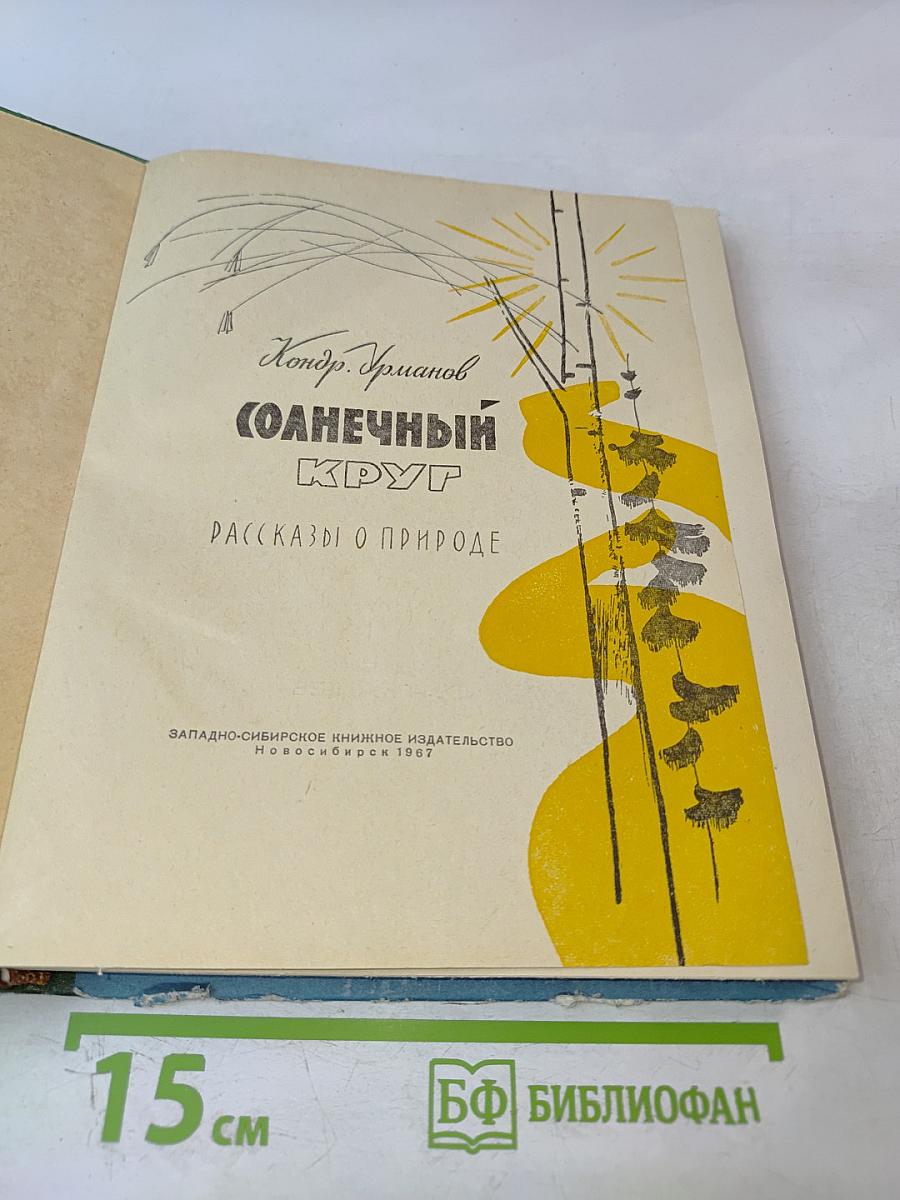 Кондр. Урманов
СОЛНЕЧНЫЙ
КРУГ
РАССКАЗЫ О ПРИРОДЕ
ЗАПАДНО-СИБИРСКОЕ КНИЖНОЕ ИЗДАТЕЛЬСТВО
Новосибирск 1967
15 см
БФ БИБЛИОФАН